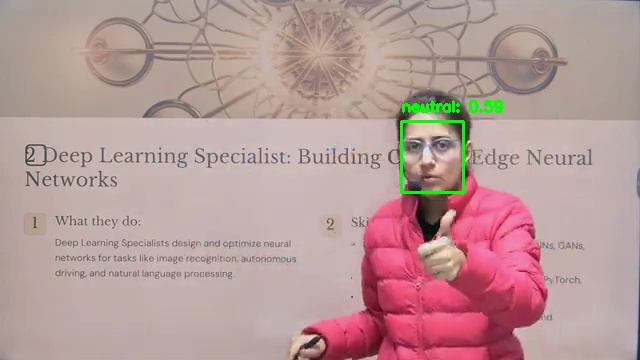 neutral: 0.59
2 Deep Learning Specialist: Building C Edge Neural
Networks
1 What they do:
Deep Learning Specialists design and optimize neural
networks for tasks like image recognition, autonomous
driving, and natural language processing.
2
GANs,
PyTorch,